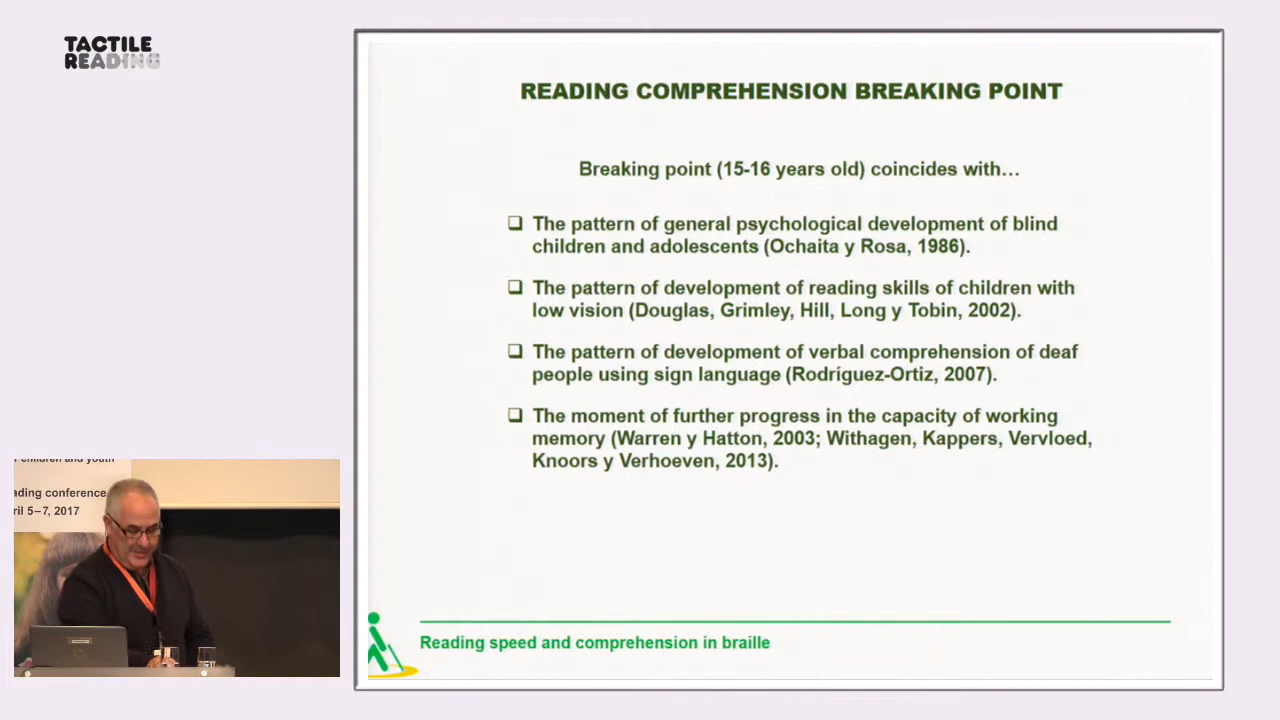 TACTILE
READING
READING COMPREHENSION BREAKING POINT
Breaking point (15-16 years old) coincides with…
❑ The pattern of general psychological development of blind
children and adolescents (Ochaita y Rosa, 1986).
❑ The pattern of development of reading skills of children with
low vision (Douglas, Grimley, Hill, Long y Tobin, 2002).
❑ The pattern of development of verbal comprehension of deaf
people using sign language (Rodríguez-Ortiz, 2007).
❑ The moment of further progress in the capacity of working
memory (Warren y Hatton, 2003; Withagen, Kappers, Vervloed,
Knoors y Verhoeven, 2013).
Reading speed and comprehension in braille
children and youth
ading conference
ril 5–7, 2017